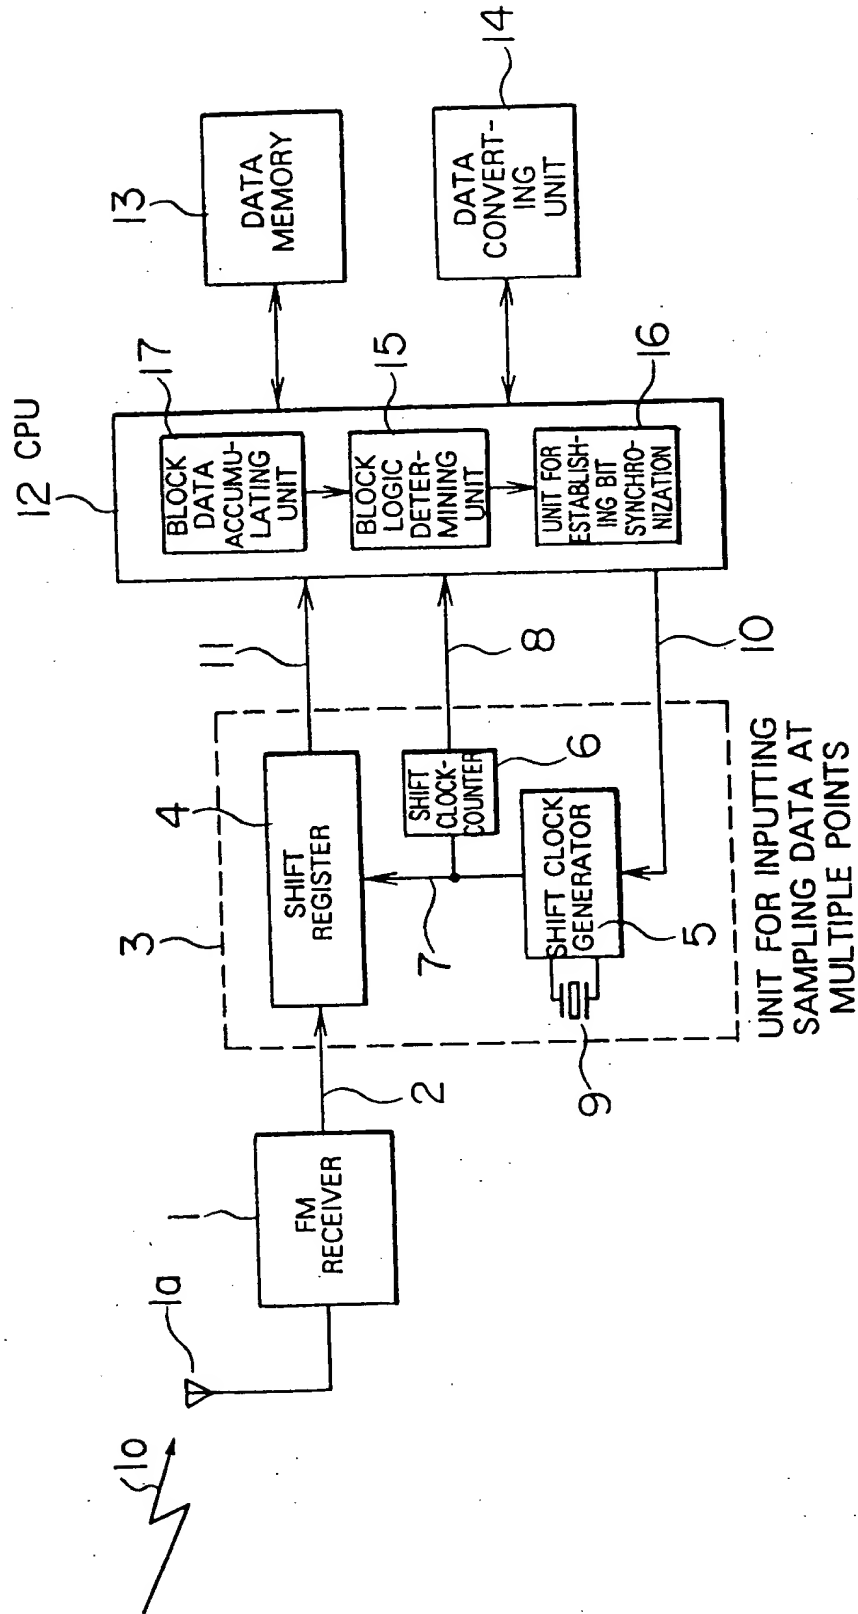 1o
1a
1
FM
RECEIVER
2
3
4
SHIFT
REGISTER
7
SHIFT
CLOCK-
COUNTER
6
SHIFT CLOCK
GENERATOR
5
9
UNIT FOR INPUTTING
SAMPLING DATA AT
MULTIPLE POINTS
11
8
10
12 CPU
17
BLOCK
DATA
ACCUMU-
LATING
UNIT
15
BLOCK
LOGIC
DETER-
MINING
UNIT
16
UNIT FOR
ESTABLISH-
ING BIT
SYNCHRO-
NIZATION
13
DATA
MEMORY
14
DATA
CONVERT-
ING
UNIT